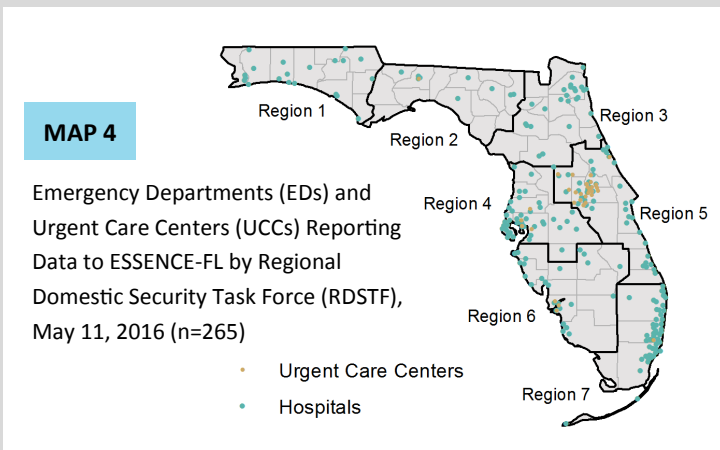 MAP 4
Emergency Departments (EDs) and
Urgent Care Centers (UCCs) Reporting
Data to ESSENCE-FL by Regional
Domestic Security Task Force (RDSTF),
May 11, 2016 (n=265)
Region 1
Region 2
Region 3
Region 4
Region 5
Region 6
Region 7
Urgent Care Centers
Hospitals